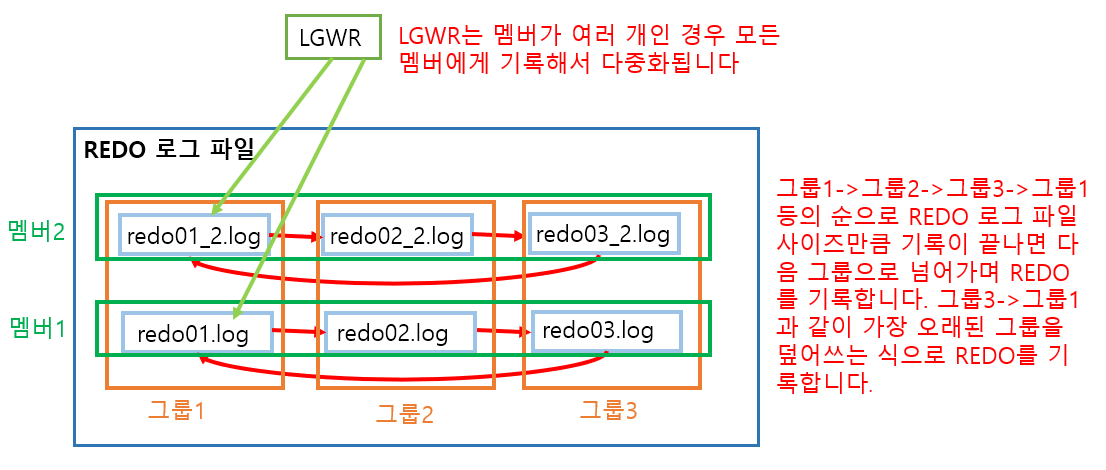 LGWR
LGWR는 멤버가 여러 개인 경우 모든
멤버에게 기록해서 다중화됩니다
REDO 로그 파일
멤버2
redo01_2.log
redo02_2.log
redo03_2.log
멤버1
redo01.log
redo02.log
redo03.log
그룹1
그룹2
그룹3
그룹1->그룹2->그룹3->그룹1
등의 순으로 REDO 로그 파일
사이즈만큼 기록이 끝나면 다
음 그룹으로 넘어가며 REDO
를 기록합니다. 그룹3->그룹1
과 같이 가장 오래된 그룹을
덮어쓰는 식으로 REDO를 기
록합니다.